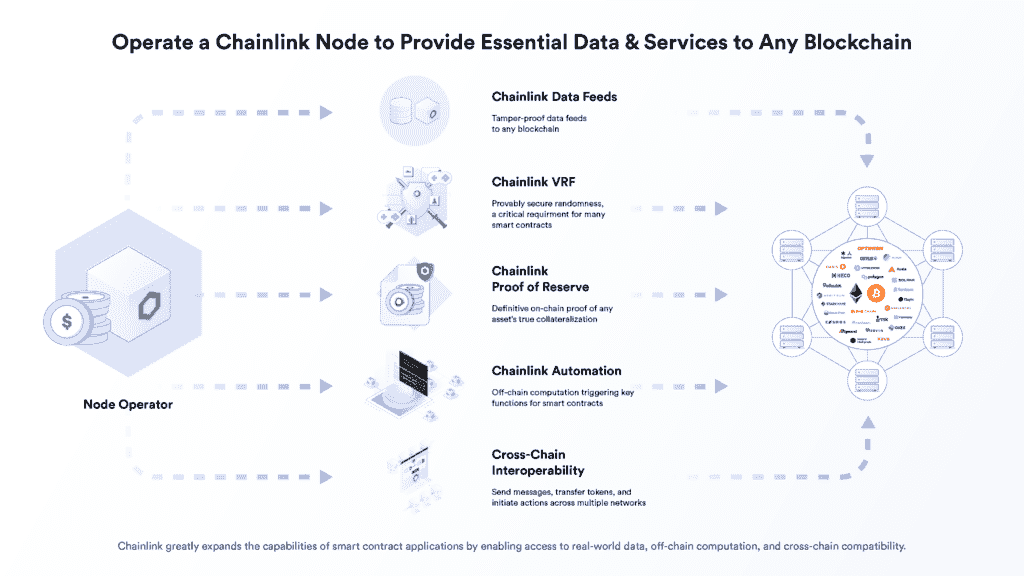 Operate a Chainlink Node to Provide Essential Data & Services to Any Blockchain
Chainlink Data Feeds
Tamper-proof data feeds
to any blockchain
Chainlink VRF
Provably secure randomness,
a critical requirment for many
smart contracts
Chainlink
Proof of Reserve
Definitive on-chain proof of any
asset's true collateralization
Chainlink Automation
Off-chain computation triggering key
functions for smart contracts
Cross-Chain
Interoperability
Send messages, transfer tokens, and
initiate actions across multiple networks
$
Node Operator
OPTIMISM
HECO
polygon
Chainlink greatly expands the capabilities of smart contract applications by enabling access to real-world data, off-chain computation, and cross-chain compatibility.